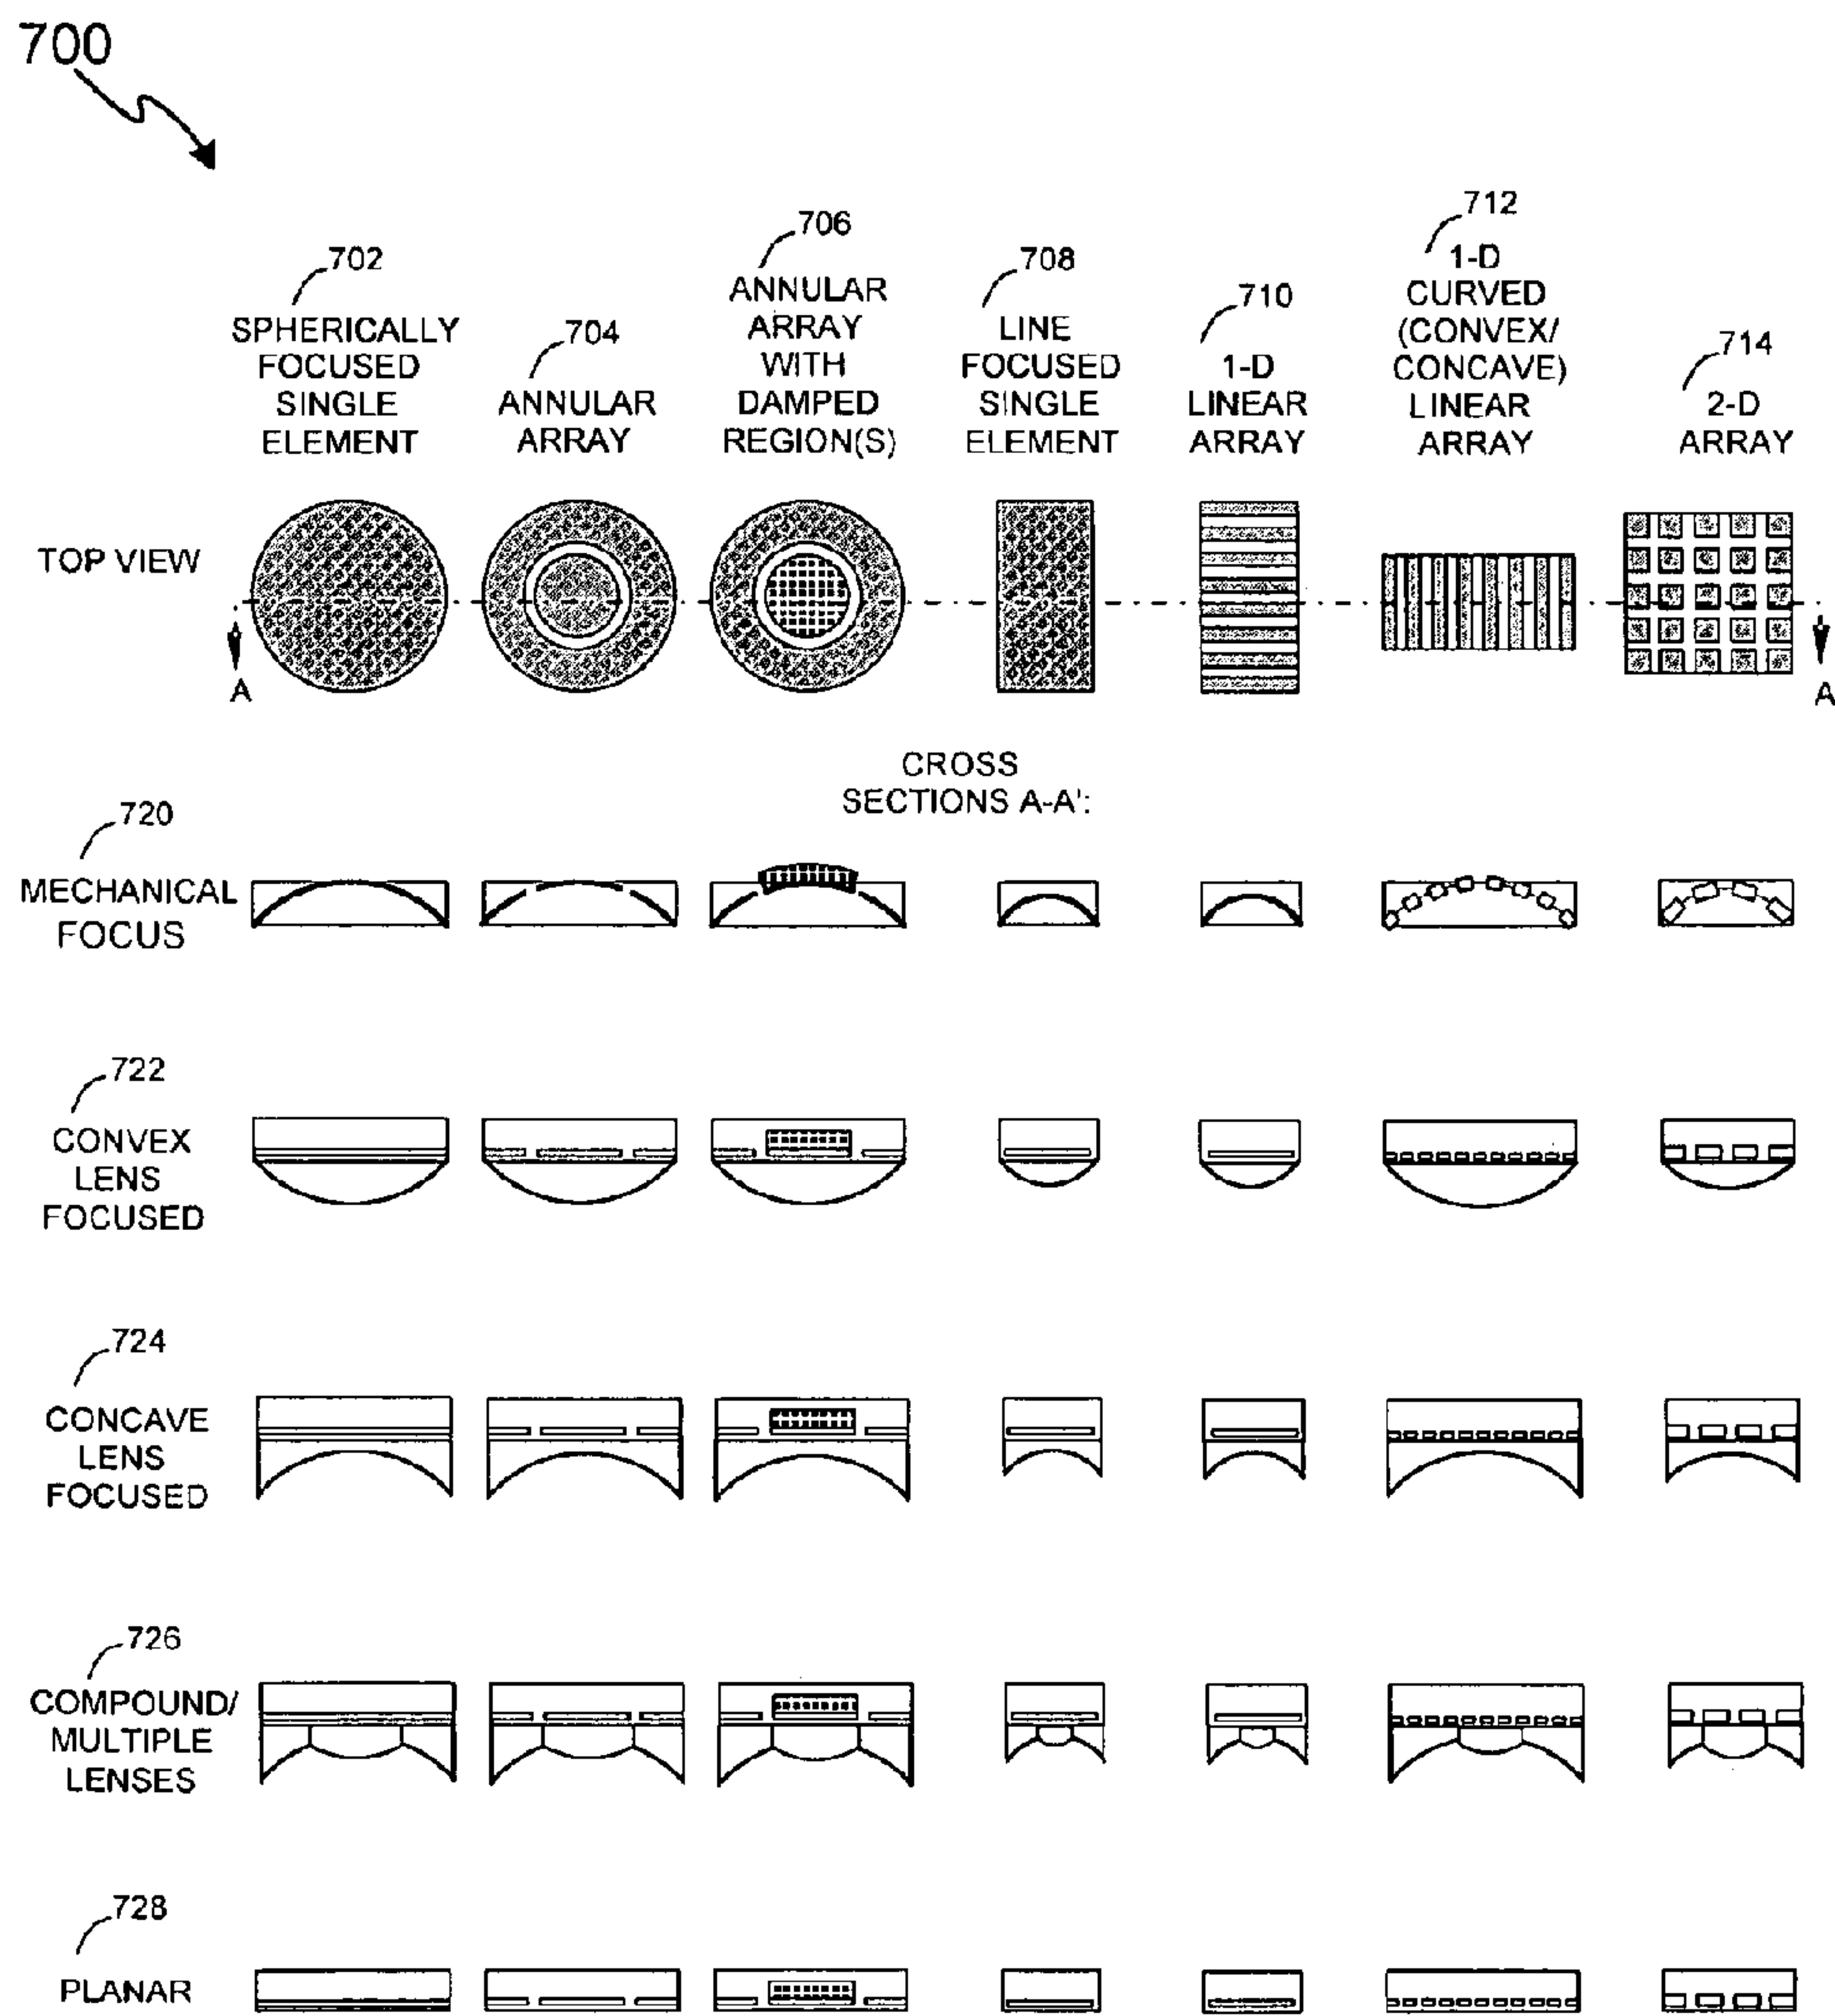 700
702
SPHERICALLY
FOCUSED
SINGLE
ELEMENT
704
ANNULAR
ARRAY
706
ANNULAR
ARRAY
WITH
DAMPED
REGION(S)
708
LINE
FOCUSED
SINGLE
ELEMENT
710
1-D
LINEAR
ARRAY
712
1-D
CURVED
(CONVEX/
CONCAVE)
LINEAR
ARRAY
714
2-D
ARRAY
TOP VIEW
A
A
CROSS
SECTIONS A-A':
720
MECHANICAL
FOCUS
722
CONVEX
LENS
FOCUSED
724
CONCAVE
LENS
FOCUSED
726
COMPOUND/
MULTIPLE
LENSES
728
PLANAR